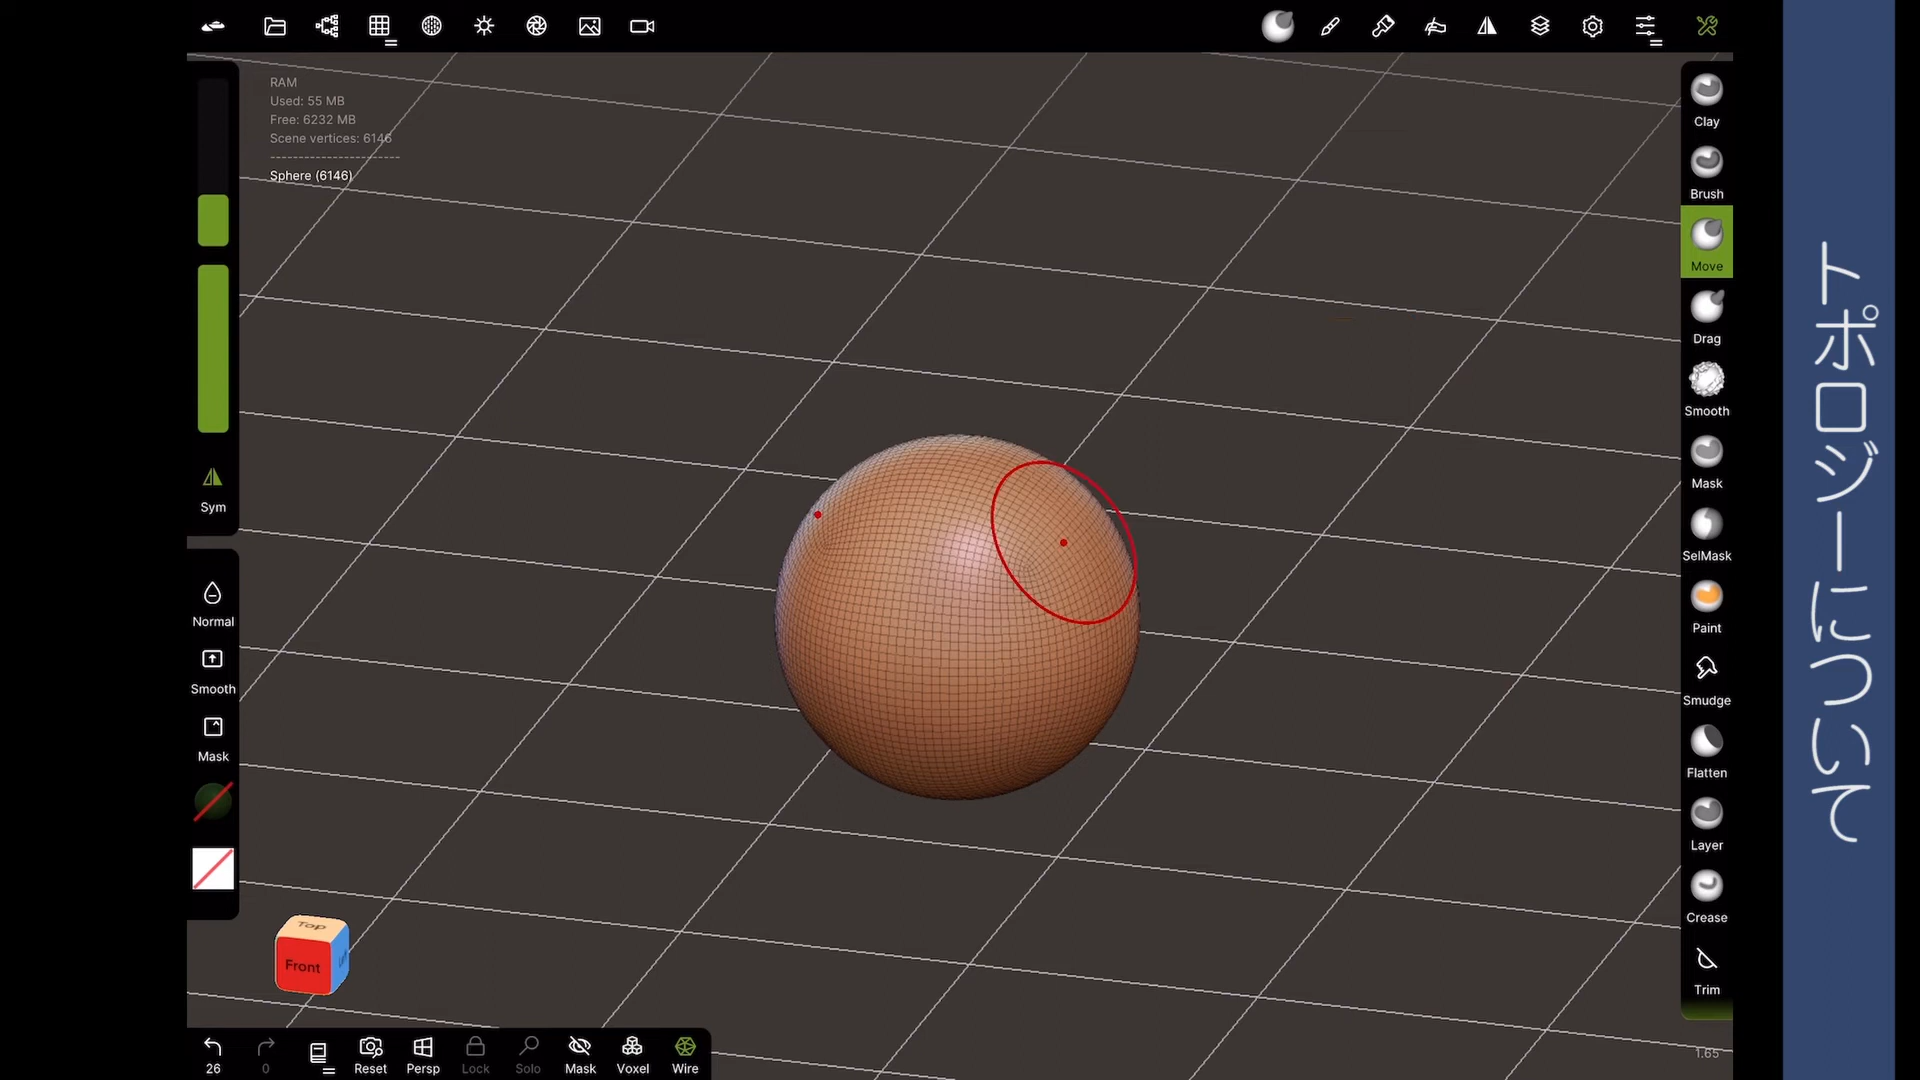 RAM
Used: 55 MB
Free: 6232 MB
Scene vertices: 6146
-----------------------
Sphere (6146)
Sym
Normal
Smooth
Mask
Top
Front
26
0
Reset
Persp
Lock
Solo
Mask
Voxel
Wire
Clay
Brush
Move
Drag
Smooth
Mask
SelMask
Paint
Smudge
Flatten
Layer
Crease
Trim
1.65
トポロジーについて